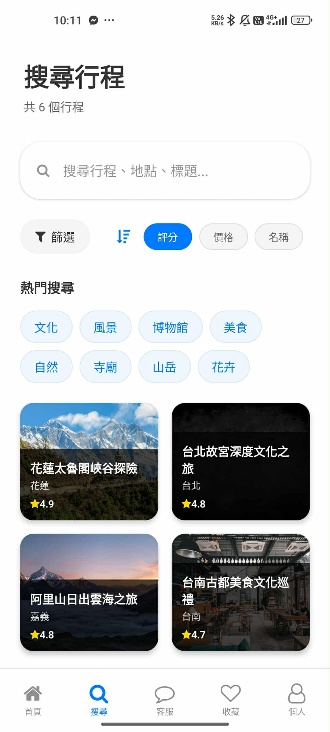 10:11
5.26 KB/s 4G+ 27
搜尋行程
共 6 個行程
搜尋行程、地點、標題...
篩選 評分 價格 名稱
熱門搜尋
文化 風景 博物館 美食
自然 寺廟 山岳 花卉
花蓮太魯閣峽谷探險
花蓮
4.9
台北故宮深度文化之
旅
台北
4.8
阿里山日出雲海之旅
嘉義
4.8
台南古都美食文化巡
禮
台南
4.7
首頁 搜尋 客服 收藏 個人